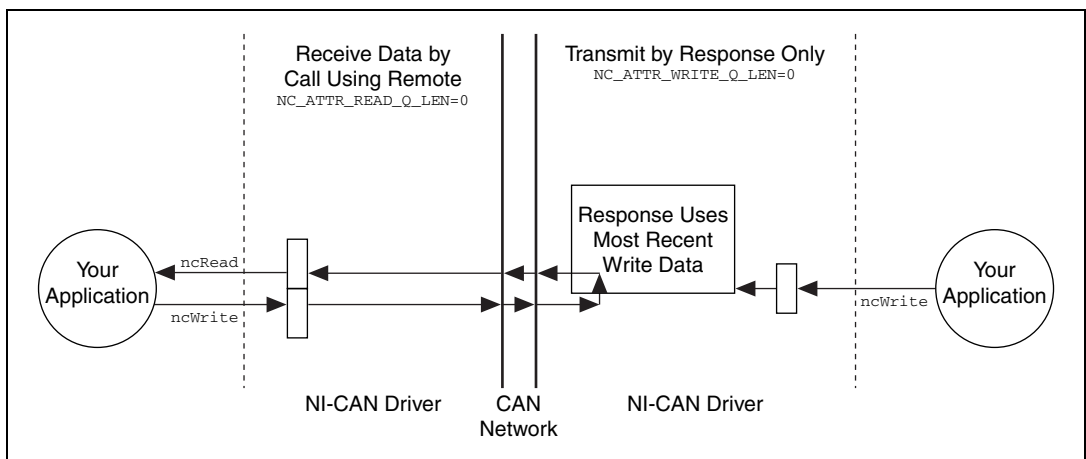 Receive Data by
Call Using Remote
NC_ATTR_READ_Q_LEN=0
Transmit by Response Only
NC_ATTR_WRITE_Q_LEN=0
Your
Application
ncRead
ncWrite
Response Uses
Most Recent
Write Data
ncWrite
Your
Application
NI-CAN Driver
CAN
Network
NI-CAN Driver